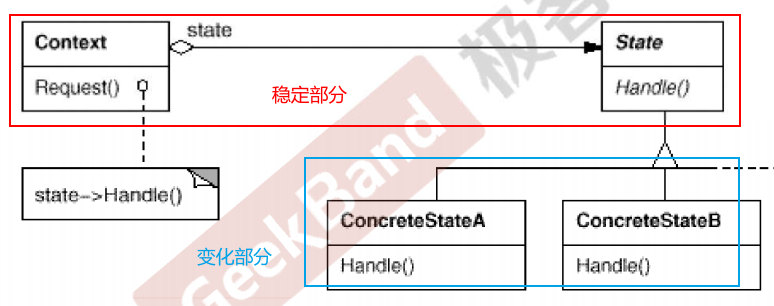 state
Context
State
Request()
Handle()
稳定部分
state->Handle()
ConcreteStateA
ConcreteStateB
变化部分
Handle()
Handle()
GeekBand
极客